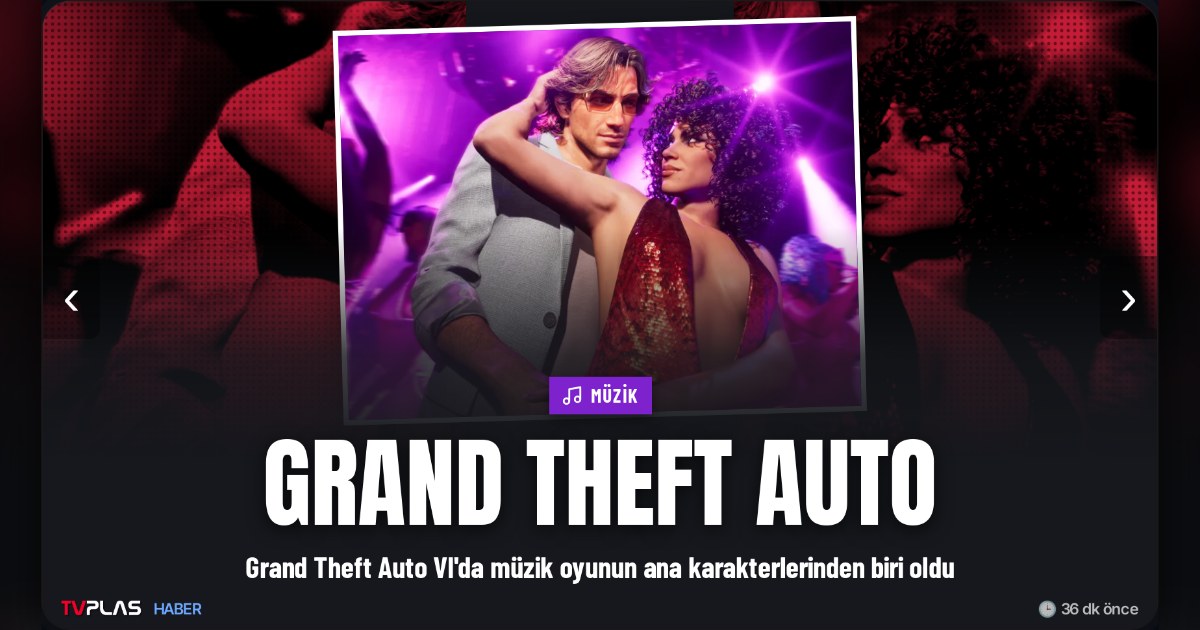 MÜZİK
GRAND THEFT AUTO
Grand Theft Auto VI'da müzik oyunun ana karakterlerinden biri oldu
TVPLAS HABER
36 dk önce